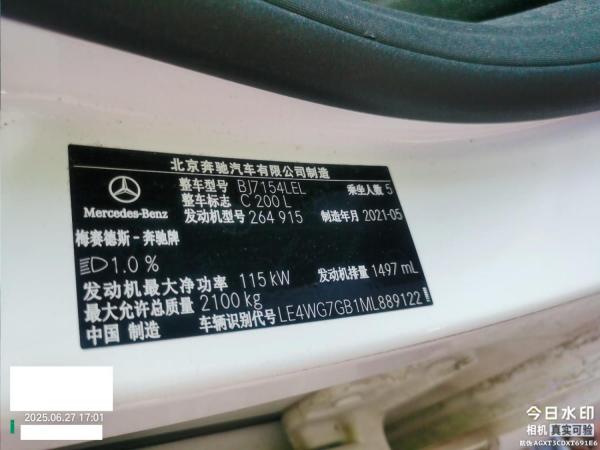 北京奔驰汽车有限公司制造
整车型号 BJ7154LEL 乘坐人数 5
整车标志 C 200 L
Mercedes-Benz 发动机型号 264 915 制造年月 2021-05
梅赛德斯-奔驰牌
1.0 %
发动机最大净功率 115 kW 发动机排量 1497 mL
最大允许总质量 2100 kg
中国 制造 车辆识别代号 LE4WG7GB1ML889122
2025.06.27 17:01
今日水印
相机 真实可验
防伪 AGXT3CDXT691E6